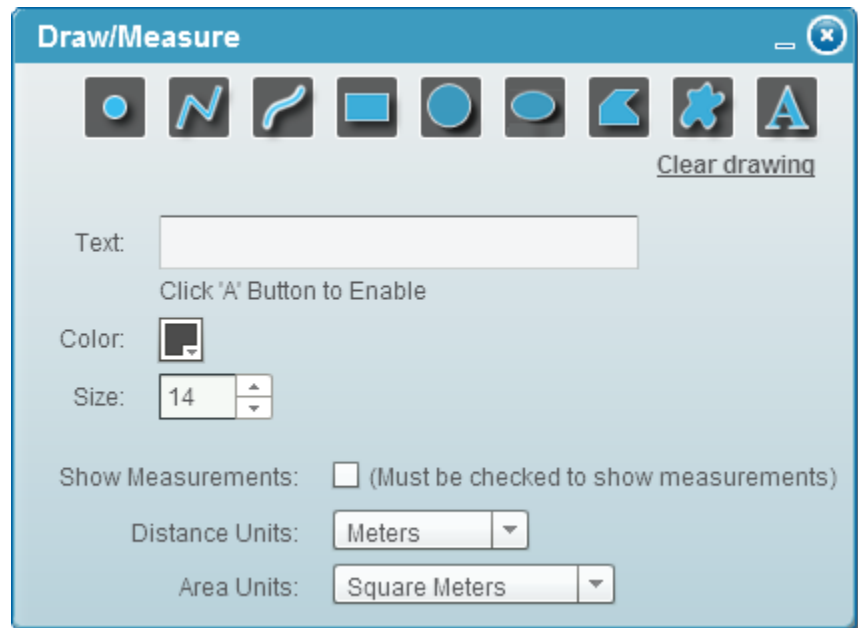 Draw/Measure
A
Clear drawing
Text:
Click 'A' Button to Enable
Color:
Size: 14
Show Measurements: (Must be checked to show measurements)
Distance Units: Meters
Area Units: Square Meters